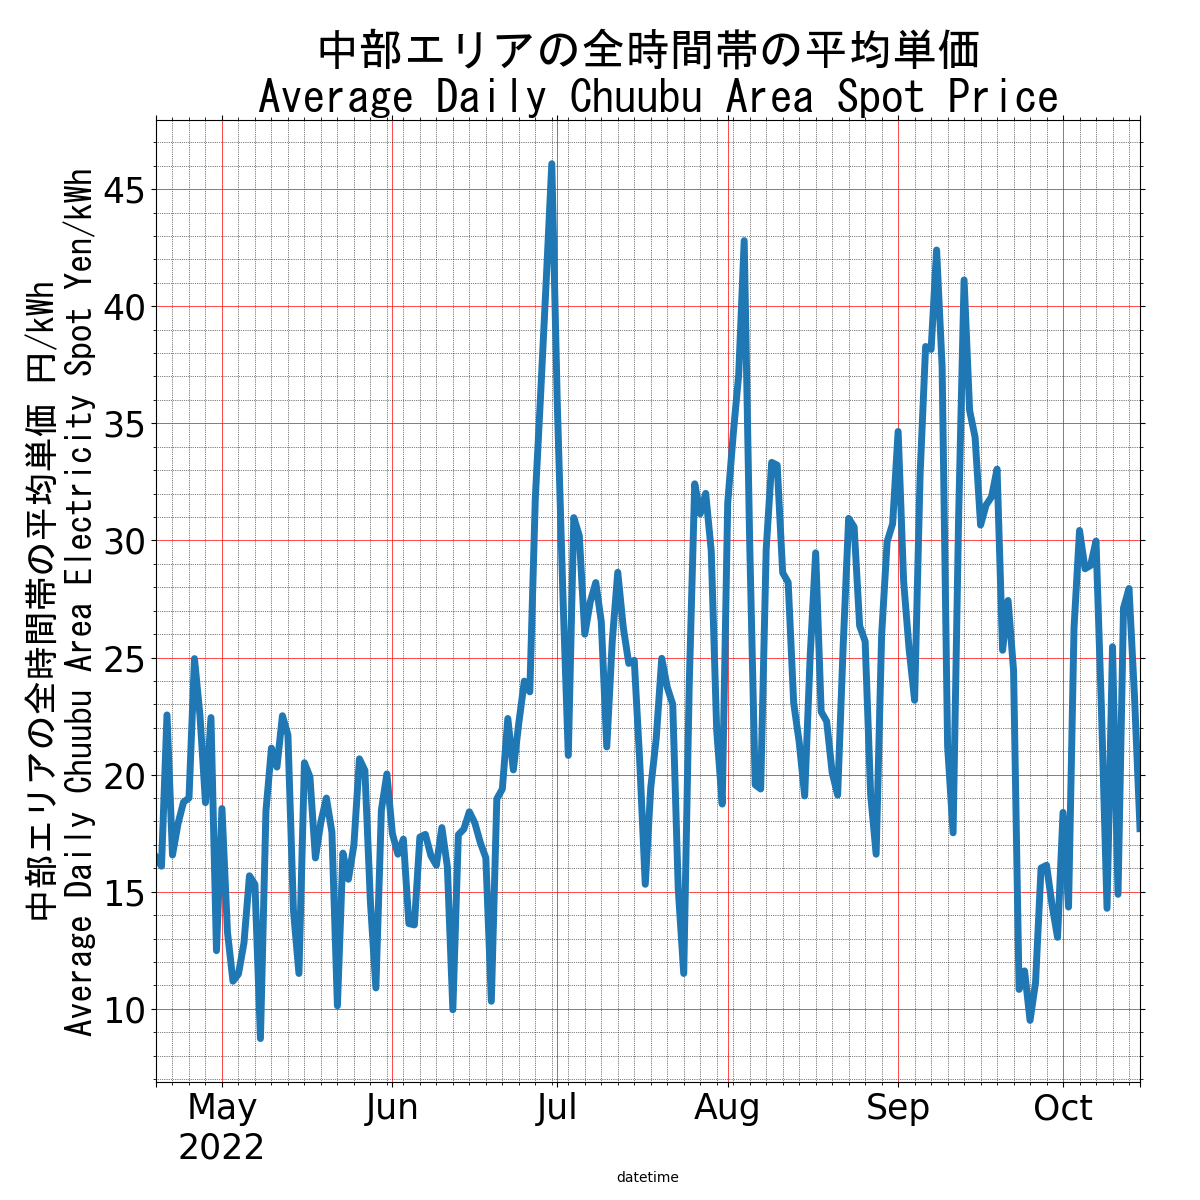 中部エリアの全時間帯の平均単価
Average Daily Chuubu Area Spot Price
中部エリアの全時間帯の平均単価 円/kWh
Average Daily Chuubu Area Electricity Spot Yen/kWh
45
40
35
30
25
20
15
10
May
2022
Jun
Jul
Aug
Sep
Oct
datetime